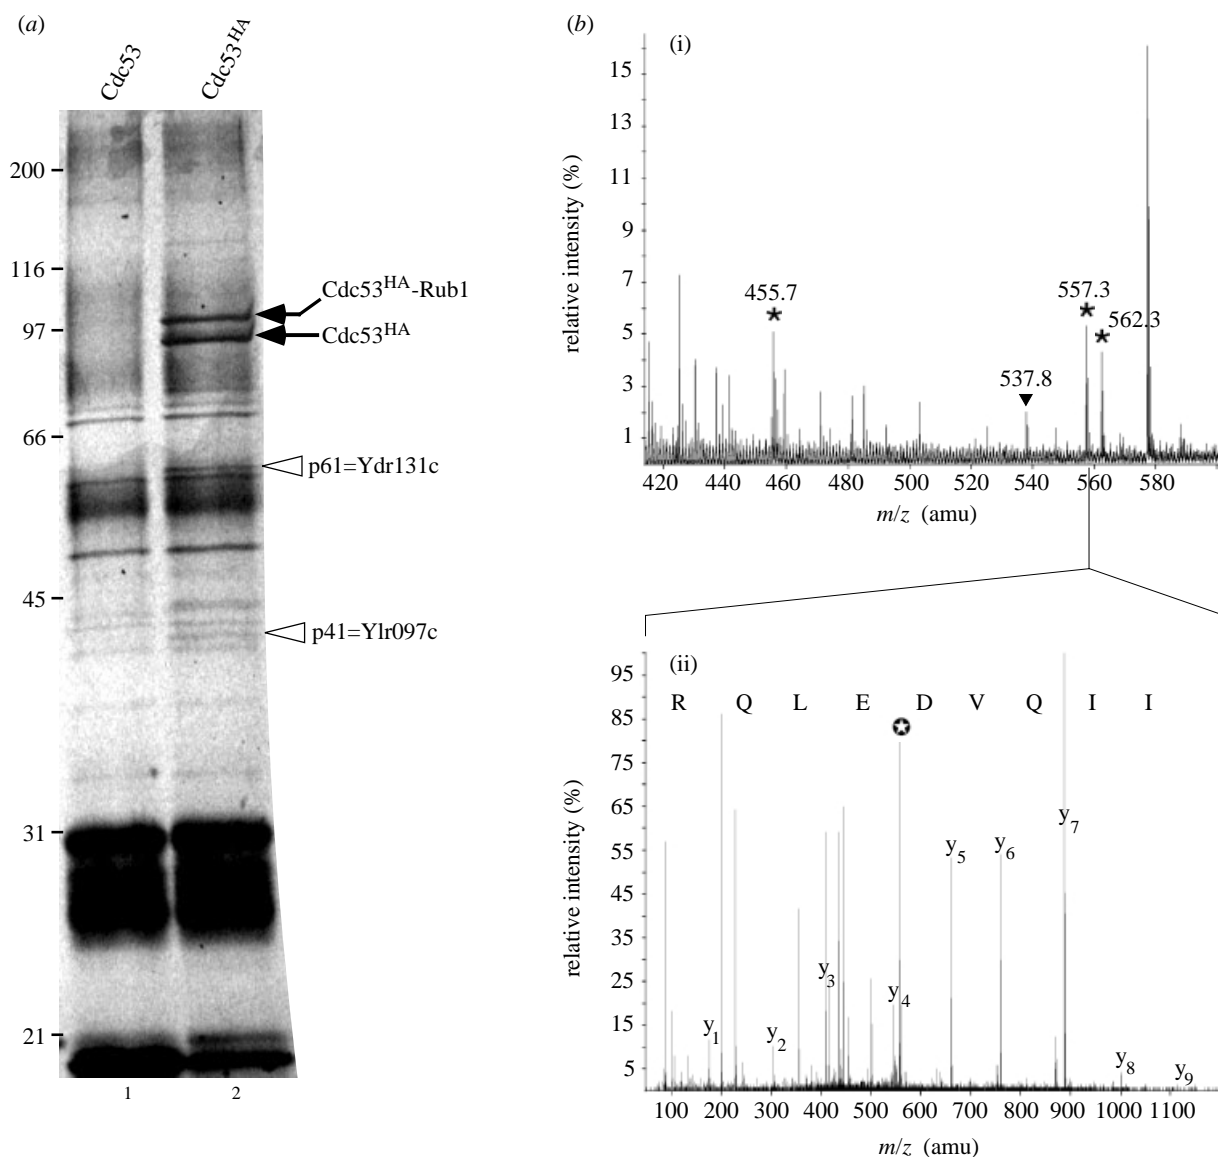 (a)
Cdc53
Cdc53HA
200
116
97
66
45
31
21
Cdc53HA-Rub1
Cdc53HA
p61=Ydr131c
p41=Ylr097c
1 2
(b)
(i)
relative intensity (%)
15
13
11
9
7
5
3
1
455.7
537.8
557.3
562.3
420 440 460 480 500 520 540 560 580
m/z (amu)
(ii)
relative intensity (%)
95
85
75
65
55
45
35
25
15
5
R Q L E D V Q I I
y1
y2
y3
y4
y5
y6
y7
y8
y9
100 200 300 400 500 600 700 800 900 1000 1100
m/z (amu)